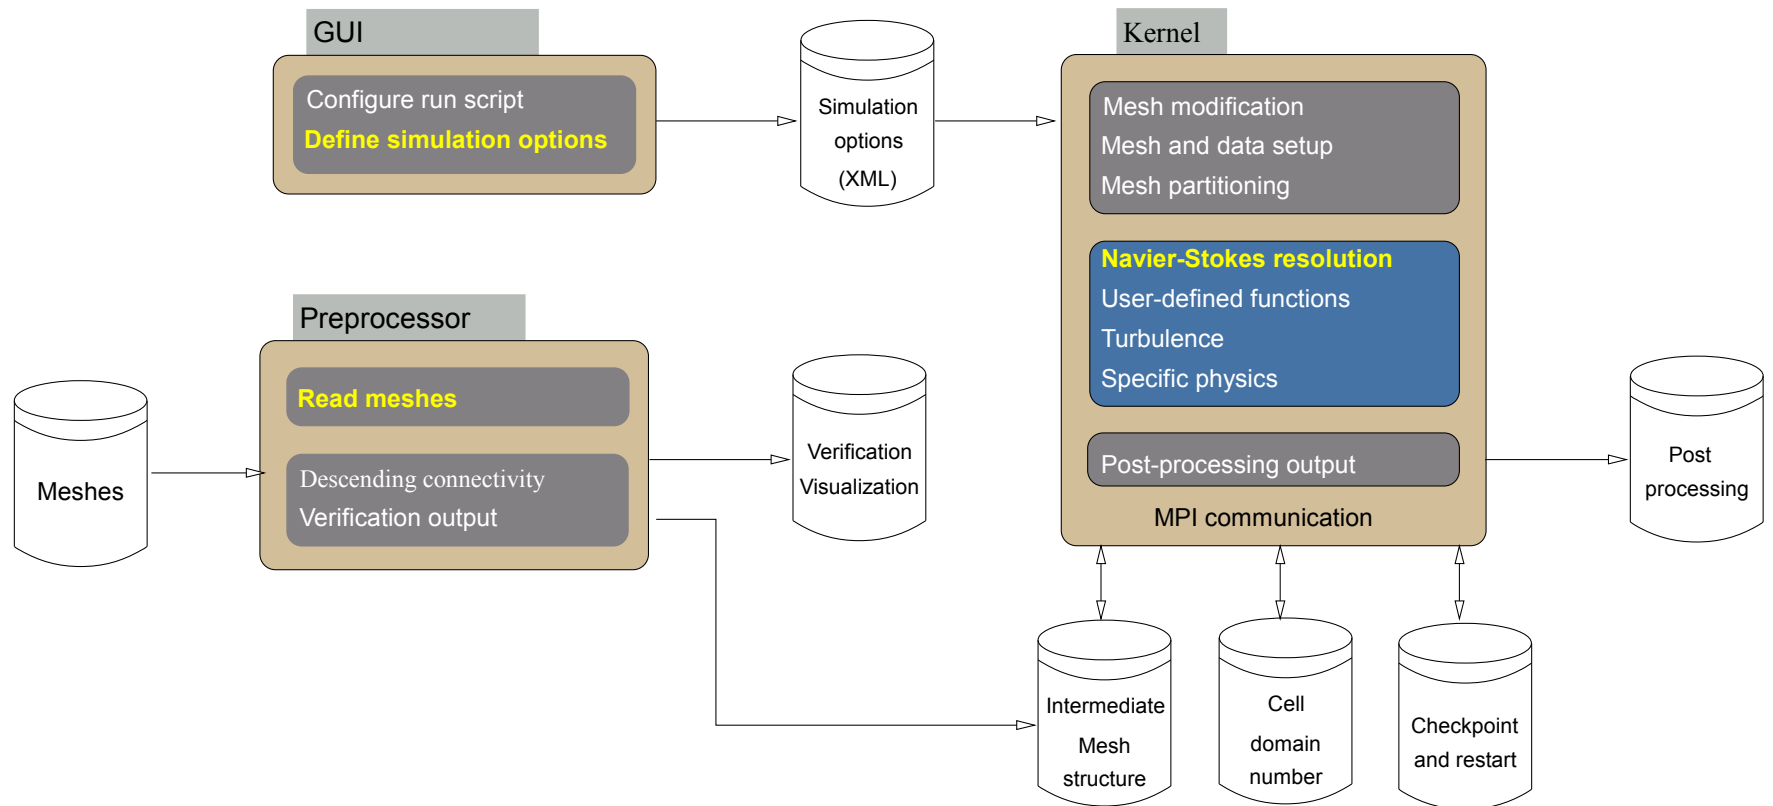 GUI
Configure run script
Define simulation options
Simulation
options
(XML)
Kernel
Mesh modification
Mesh and data setup
Mesh partitioning
Navier-Stokes resolution
User-defined functions
Turbulence
Specific physics
Post-processing output
MPI communication
Preprocessor
Read meshes
Descending connectivity
Verification output
Meshes
Verification
Visualization
Post
processing
Intermediate
Mesh
structure
Cell
domain
number
Checkpoint
and restart